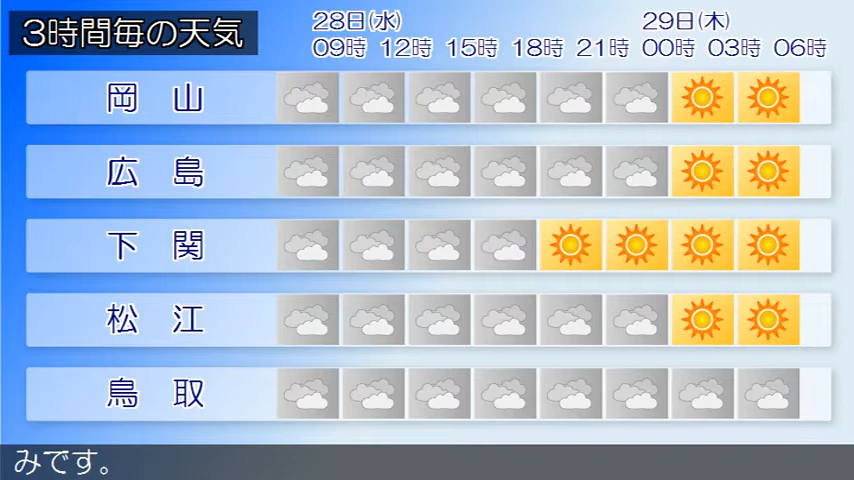 3時間毎の天気
28日(水) 29日(木)
09時 12時 15時 18時 21時 00時 03時 06時
岡 山
広 島
下 関
松 江
鳥 取
みです。